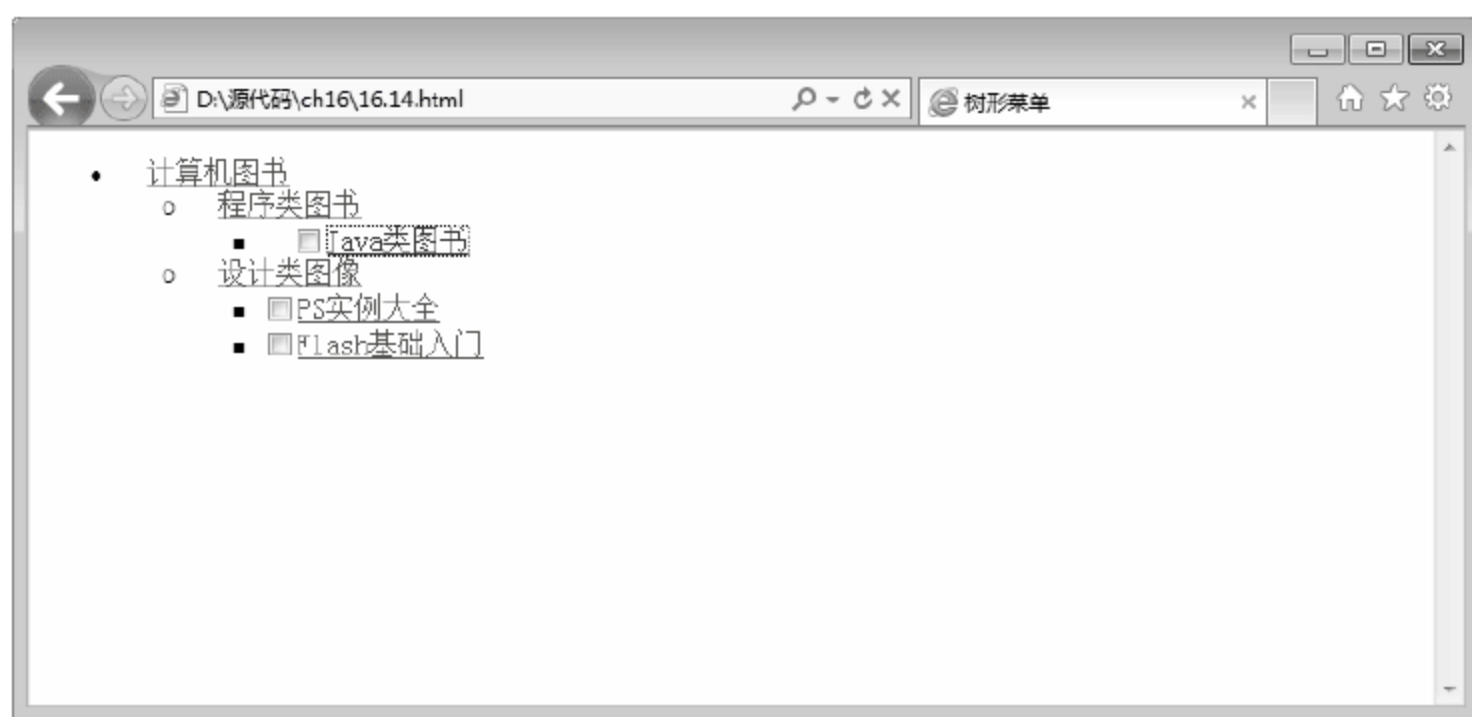 D:\源代码\ch16\16.14.html
树形菜单
计算机图书
程序类图书
Java类图书
设计类图像
PS实例大全
Flash基础入门